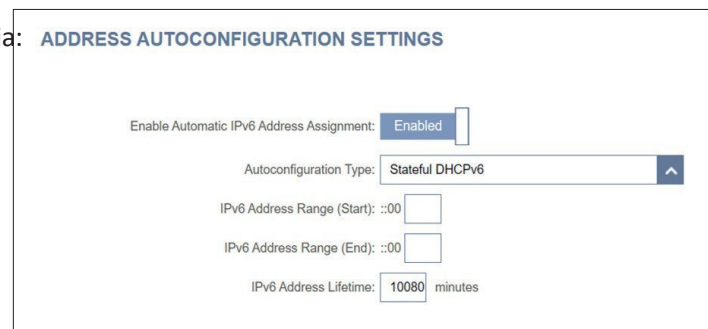 ia:
ADDRESS AUTOCONFIGURATION SETTINGS
Enable Automatic IPv6 Address Assignment: Enabled
Autoconfiguration Type: Stateful DHCPv6
IPv6 Address Range (Start): ::00
IPv6 Address Range (End): ::00
IPv6 Address Lifetime: 10080 minutes